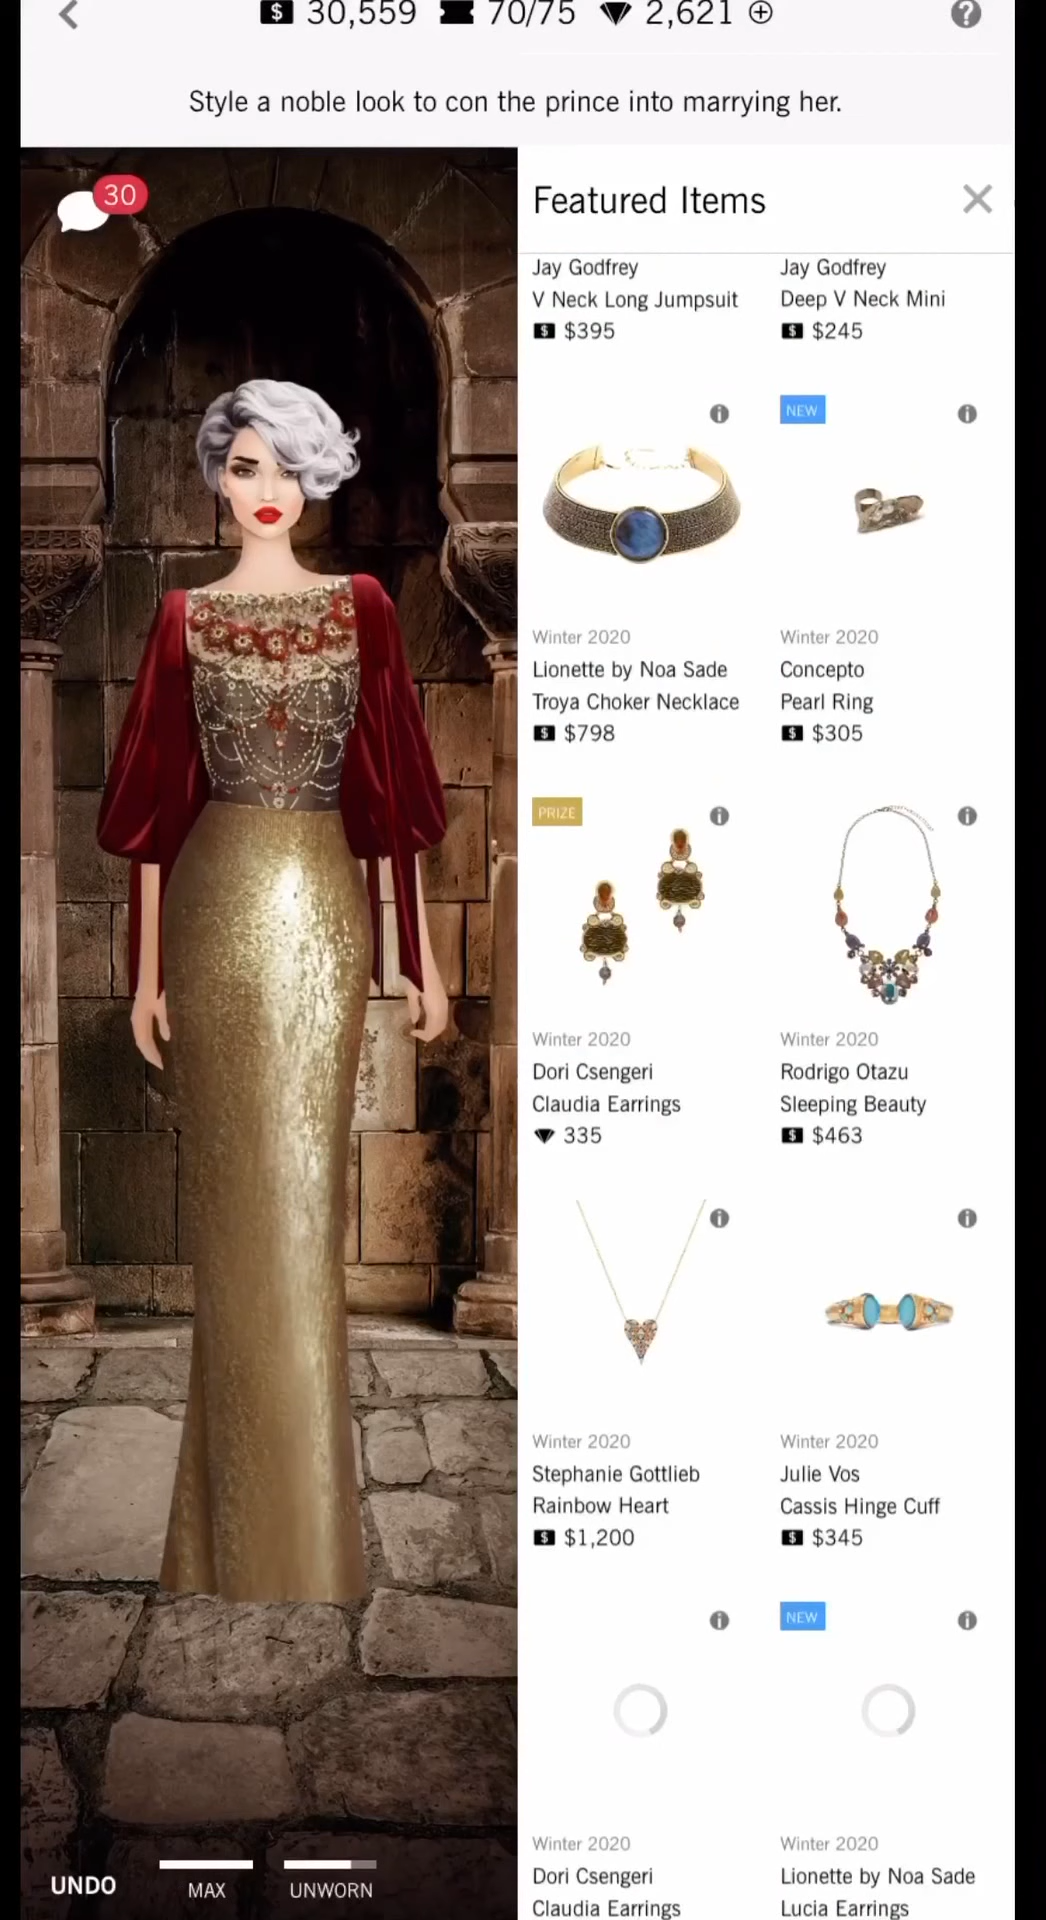 30,559 70/75 2,621
Style a noble look to con the prince into marrying her.
30
Featured Items
Jay Godfrey
V Neck Long Jumpsuit
$ $395
Jay Godfrey
Deep V Neck Mini
$ $245
Winter 2020
Lionette by Noa Sade
Troya Choker Necklace
$ $798
NEW
Winter 2020
Concepto
Pearl Ring
$ $305
PRIZE
Winter 2020
Dori Csengeri
Claudia Earrings
335
Winter 2020
Rodrigo Otazu
Sleeping Beauty
$ $463
Winter 2020
Stephanie Gottlieb
Rainbow Heart
$ $1,200
Winter 2020
Julie Vos
Cassis Hinge Cuff
$ $345
Winter 2020
Dori Csengeri
Claudia Earrings
NEW
Winter 2020
Lionette by Noa Sade
Lucia Earrings
UNDO
MAX
UNWORN